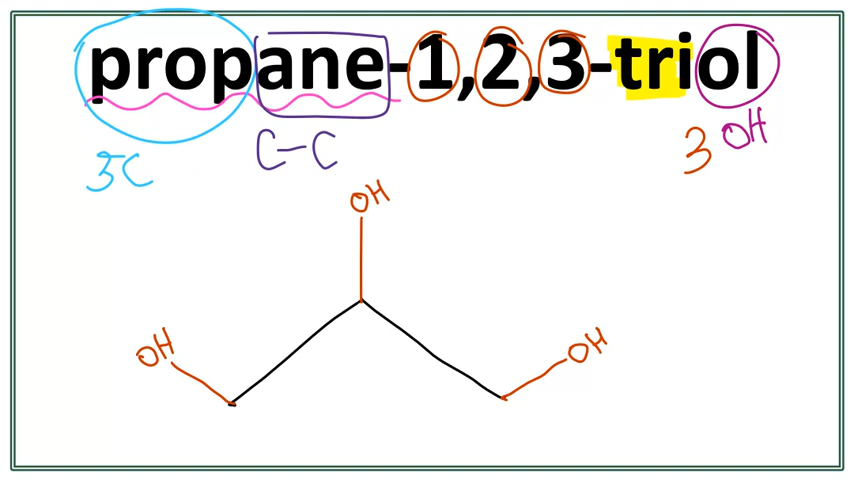 propane-1,2,3-triol
3C C-C 3 OH
OH
OH OH